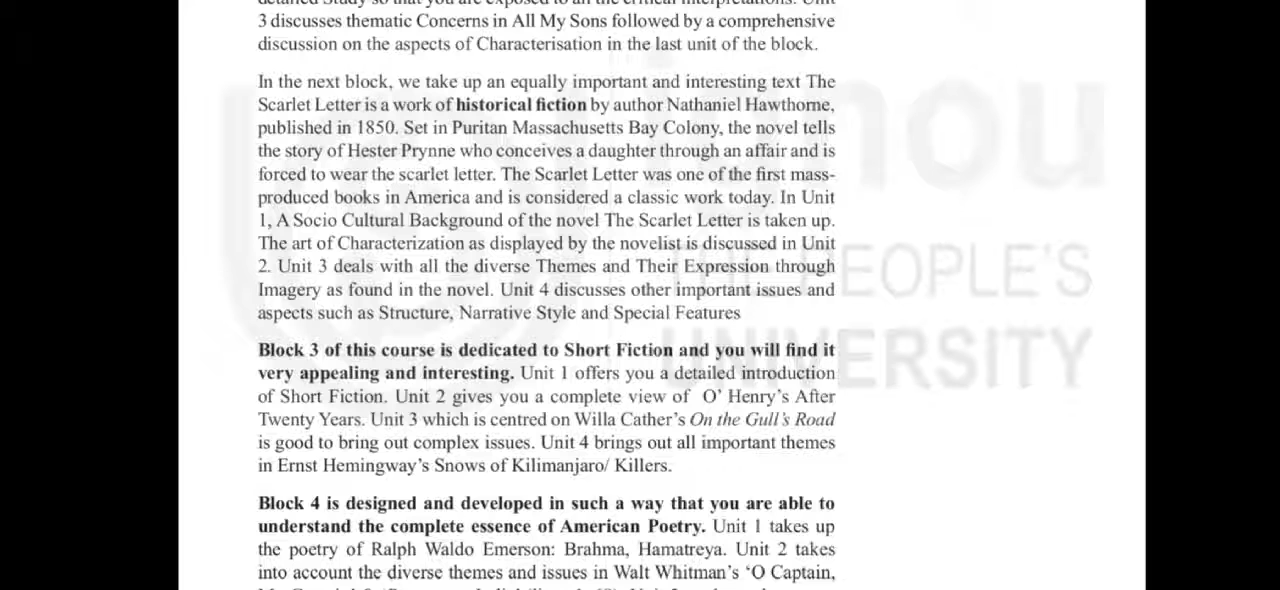 3 discusses thematic Concerns in All My Sons followed by a comprehensive
discussion on the aspects of Characterisation in the last unit of the block.
In the next block, we take up an equally important and interesting text The
Scarlet Letter is a work of historical fiction by author Nathaniel Hawthorne,
published in 1850. Set in Puritan Massachusetts Bay Colony, the novel tells
the story of Hester Prynne who conceives a daughter through an affair and is
forced to wear the scarlet letter. The Scarlet Letter was one of the first mass-
produced books in America and is considered a classic work today. In Unit
1, A Socio Cultural Background of the novel The Scarlet Letter is taken up.
The art of Characterization as displayed by the novelist is discussed in Unit
2. Unit 3 deals with all the diverse Themes and Their Expression through
Imagery as found in the novel. Unit 4 discusses other important issues and
aspects such as Structure, Narrative Style and Special Features
Block 3 of this course is dedicated to Short Fiction and you will find it
very appealing and interesting. Unit 1 offers you a detailed introduction
of Short Fiction. Unit 2 gives you a complete view of O' Henry's After
Twenty Years. Unit 3 which is centred on Willa Cather's On the Gull's Road
is good to bring out complex issues. Unit 4 brings out all important themes
in Ernst Hemingway's Snows of Kilimanjaro/ Killers.
Block 4 is designed and developed in such a way that you are able to
understand the complete essence of American Poetry. Unit 1 takes up
the poetry of Ralph Waldo Emerson: Brahma, Hamatreya. Unit 2 takes
into account the diverse themes and issues in Walt Whitman's 'O Captain,
ignou
THE PEOPLE'S
UNIVERSITY